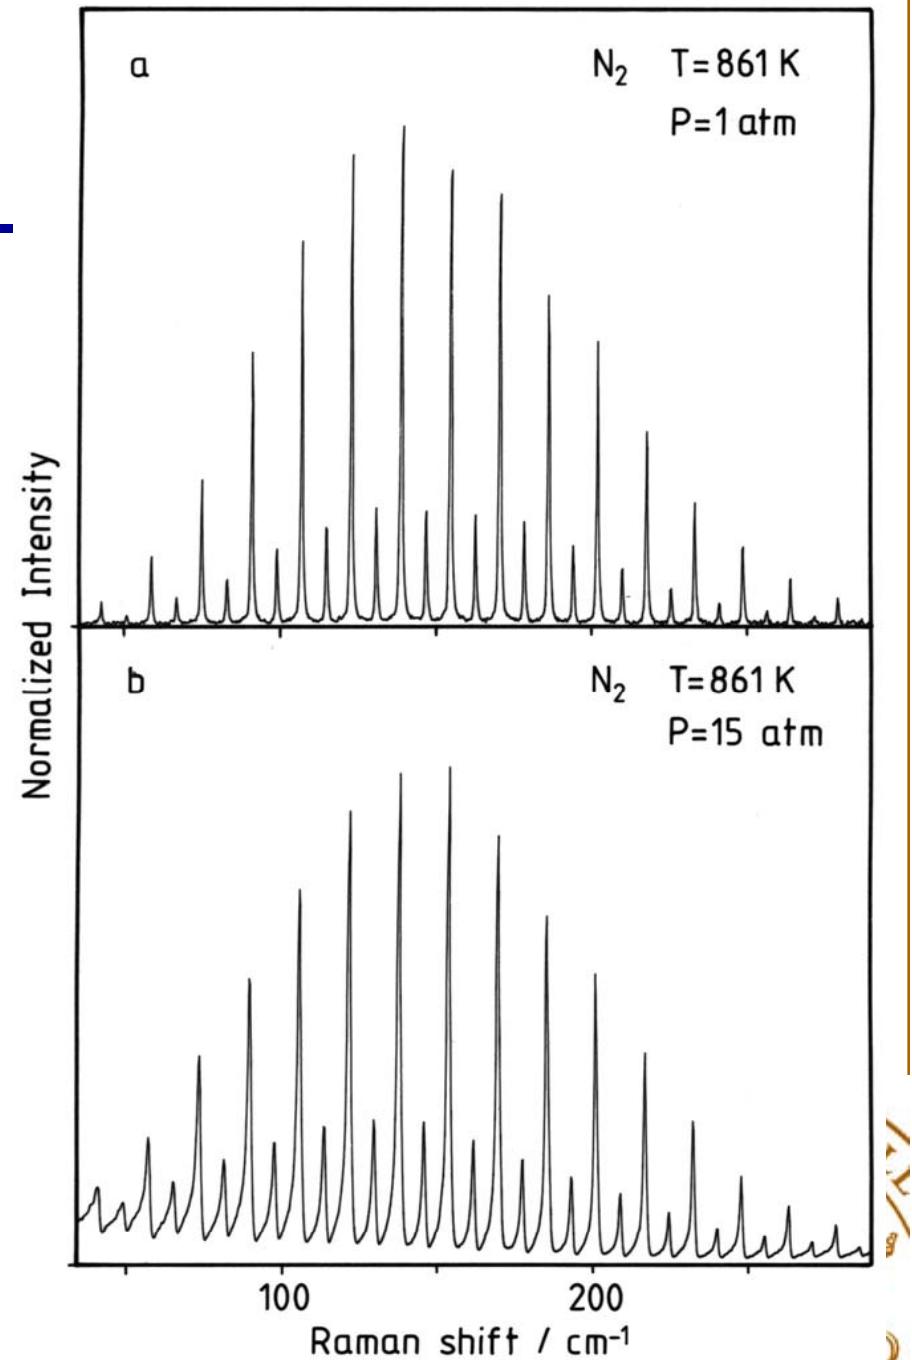 a
N₂ T=861 K
P=1 atm
b
N₂ T=861 K
P=15 atm
Normalized Intensity
100 200
Raman shift / cm⁻¹